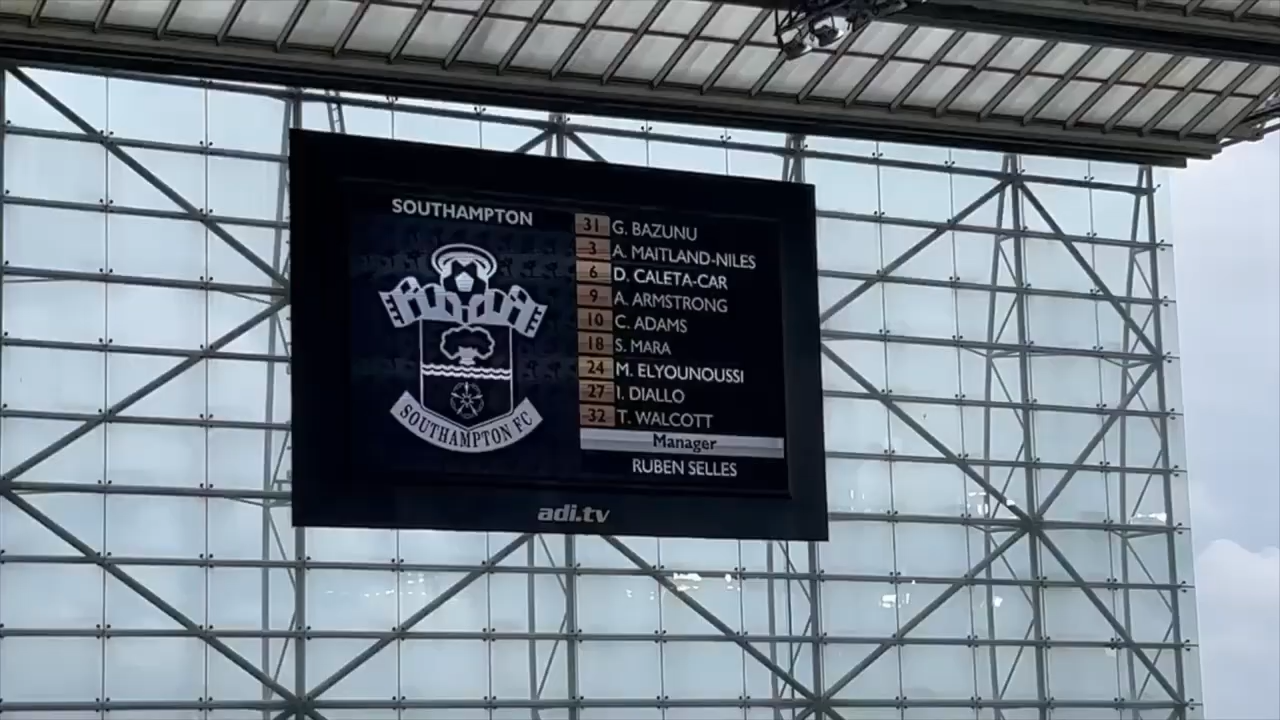 SOUTHAMPTON
SOUTHAMPTON FC
31 G. BAZUNU
3 A. MAITLAND-NILES
6 D. CALETA-CAR
9 A. ARMSTRONG
10 C. ADAMS
18 S. MARA
24 M. ELYOUNOUSSI
27 I. DIALLO
32 T. WALCOTT
Manager
RUBEN SELLES
adi.tv